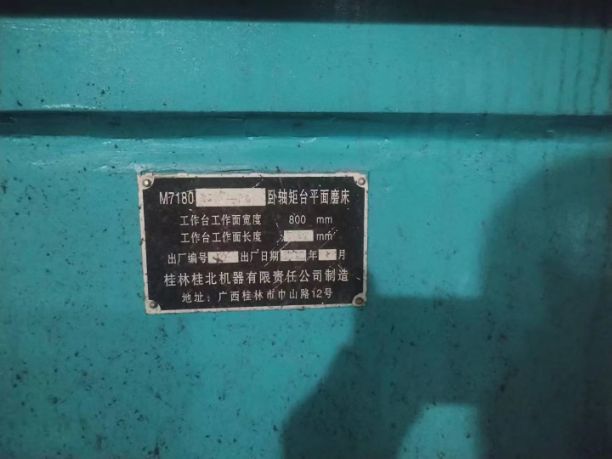 M7180 卧轴矩台平面磨床
工作台工作面宽度 800 mm
工作台工作面长度 mm
出厂编号 出厂日期 年 月
桂林桂北机器有限责任公司制造
地址：广西桂林市巾山路12号